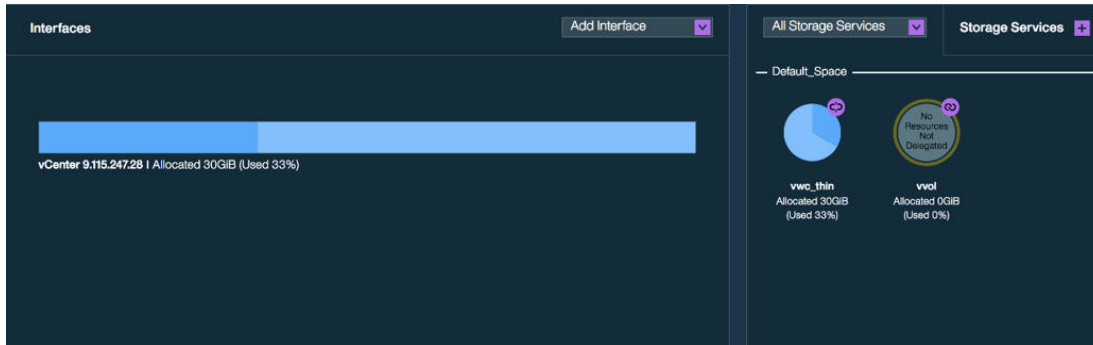 Interfaces
Add Interface
vCenter 9.115.247.28 | Allocated 30GiB (Used 33%)
All Storage Services
Storage Services
Default_Space
No
Resources
Not
Delegated
vwc_thin
Allocated 30GiB
(Used 33%)
vvol
Allocated 0GiB
(Used 0%)